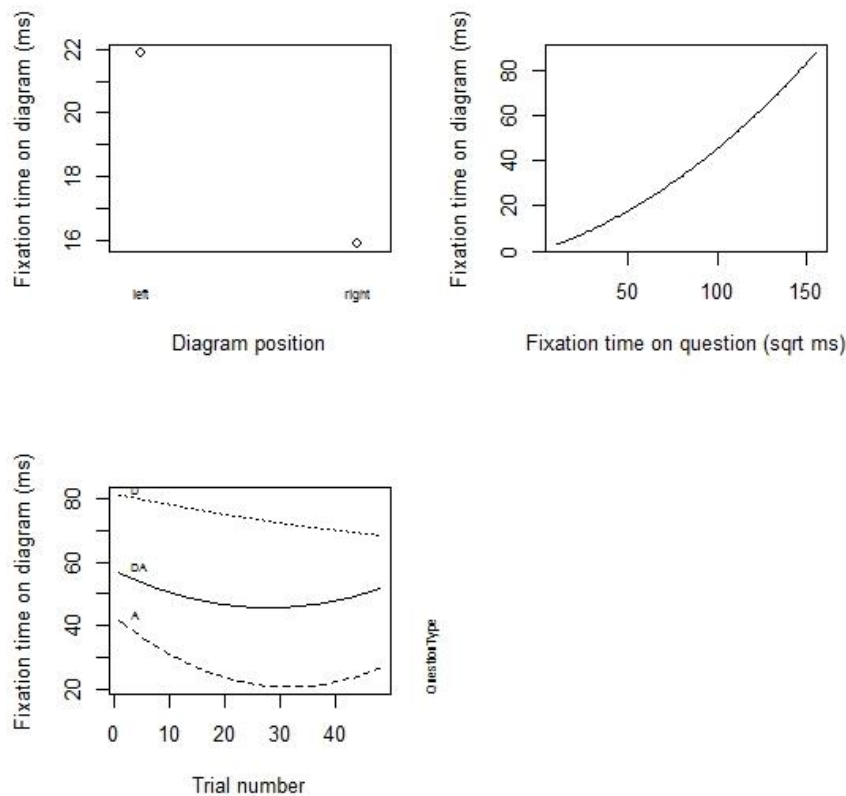 Fixation time on diagram (ms)
22
20
18
16
left
right
Diagram position
Fixation time on diagram (ms)
80
60
40
20
0
50
100
150
Fixation time on question (sqrt ms)
Fixation time on diagram (ms)
80
60
40
20
D
DA
A
0
10
20
30
40
Trial number
QuestionType